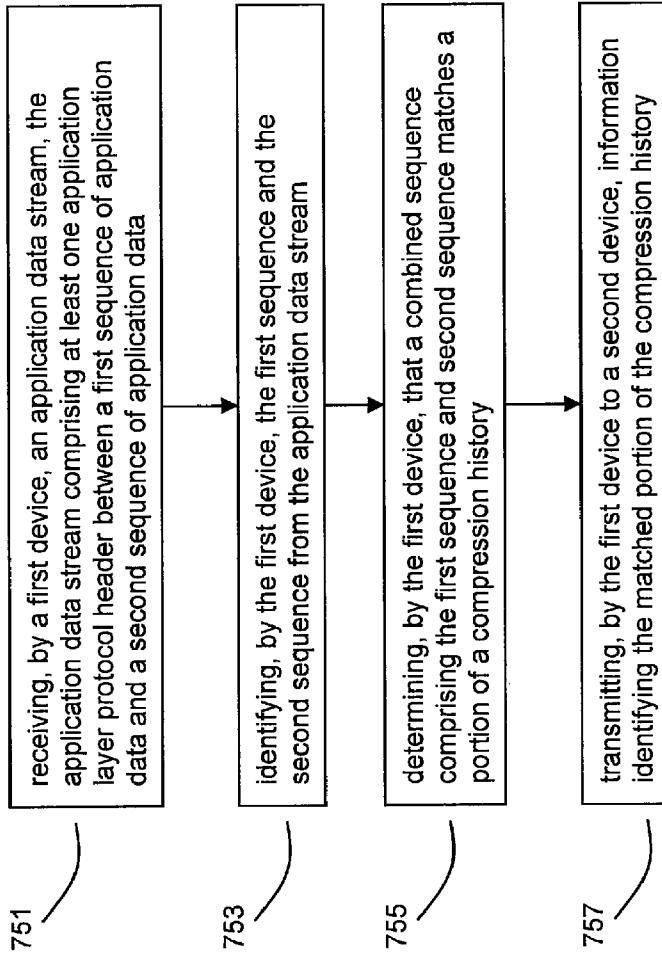 751
receiving, by a first device, an application data stream, the
application data stream comprising at least one application
layer protocol header between a first sequence of application
data and a second sequence of application data
753
identifying, by the first device, the first sequence and the
second sequence from the application data stream
755
determining, by the first device, that a combined sequence
comprising the first sequence and second sequence matches a
portion of a compression history
757
transmitting, by the first device to a second device, information
identifying the matched portion of the compression history